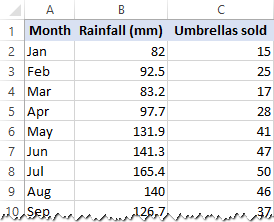 A B C
1 Month Rainfall (mm) Umbrellas sold
2 Jan 82 15
3 Feb 92.5 25
4 Mar 83.2 17
5 Apr 97.7 28
6 May 131.9 41
7 Jun 141.3 47
8 Jul 165.4 50
9 Aug 140 46
10 Sep 126.7 37